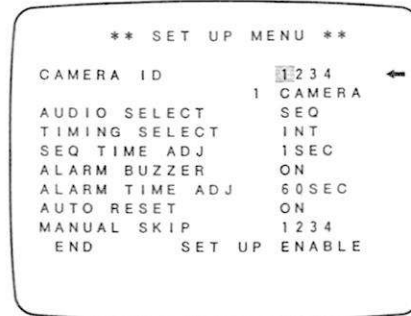 ** SET UP MENU **
CAMERA ID 1234
1 CAMERA
AUDIO SELECT SEQ
TIMING SELECT INT
SEQ TIME ADJ 1SEC
ALARM BUZZER ON
ALARM TIME ADJ 60SEC
AUTO RESET ON
MANUAL SKIP 1234
END SET UP ENABLE